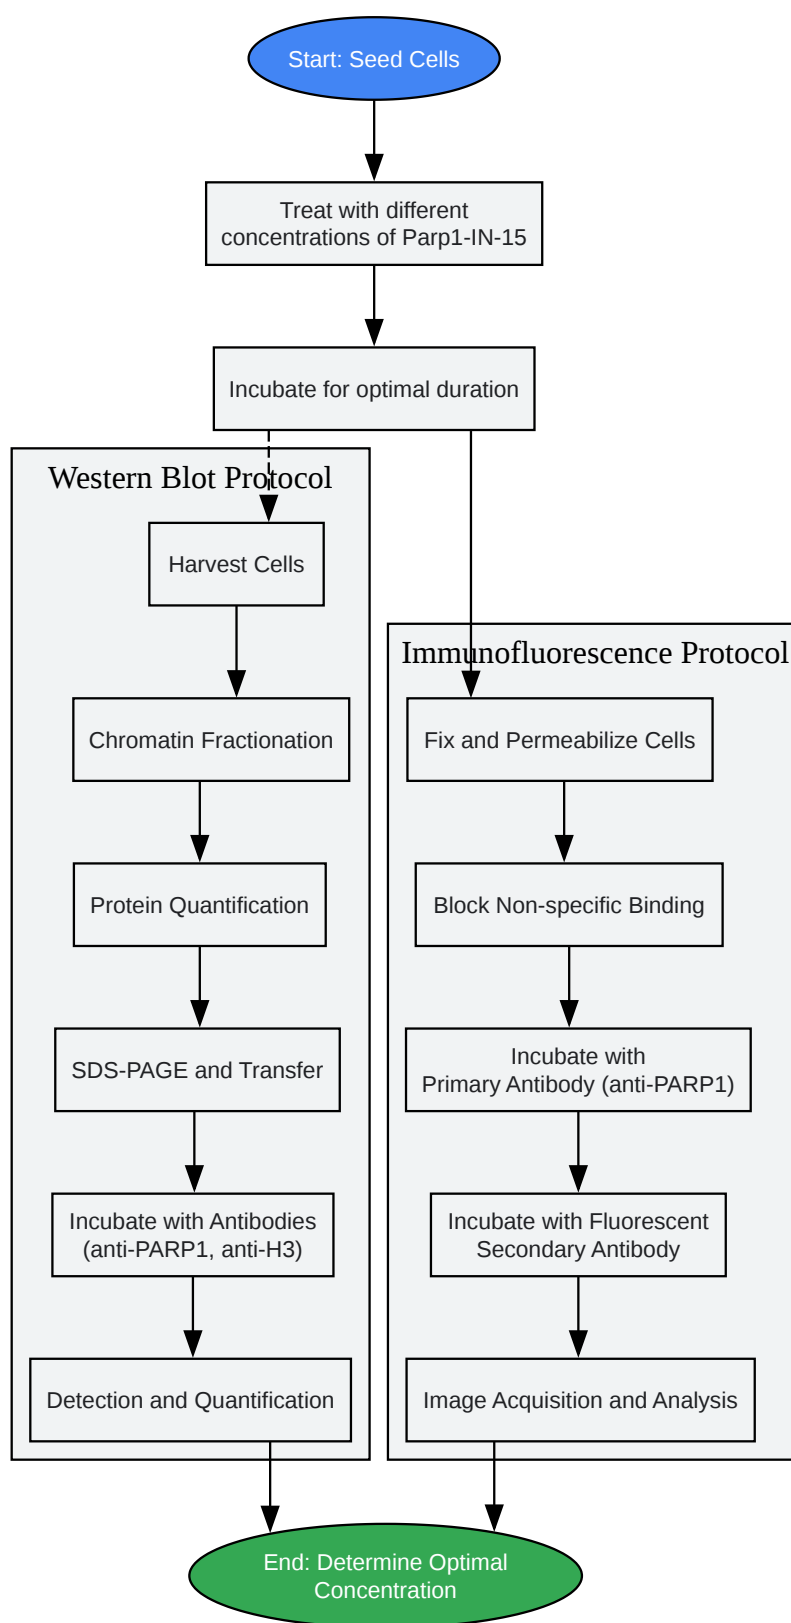 Start: Seed Cells
Treat with different
concentrations of Parp1-IN-15
Incubate for optimal duration
Western Blot Protocol
Harvest Cells
Chromatin Fractionation
Protein Quantification
SDS-PAGE and Transfer
Incubate with Antibodies
(anti-PARP1, anti-H3)
Detection and Quantification
Immunofluorescence Protocol
Fix and Permeabilize Cells
Block Non-specific Binding
Incubate with
Primary Antibody (anti-PARP1)
Incubate with Fluorescent
Secondary Antibody
Image Acquisition and Analysis
End: Determine Optimal
Concentration